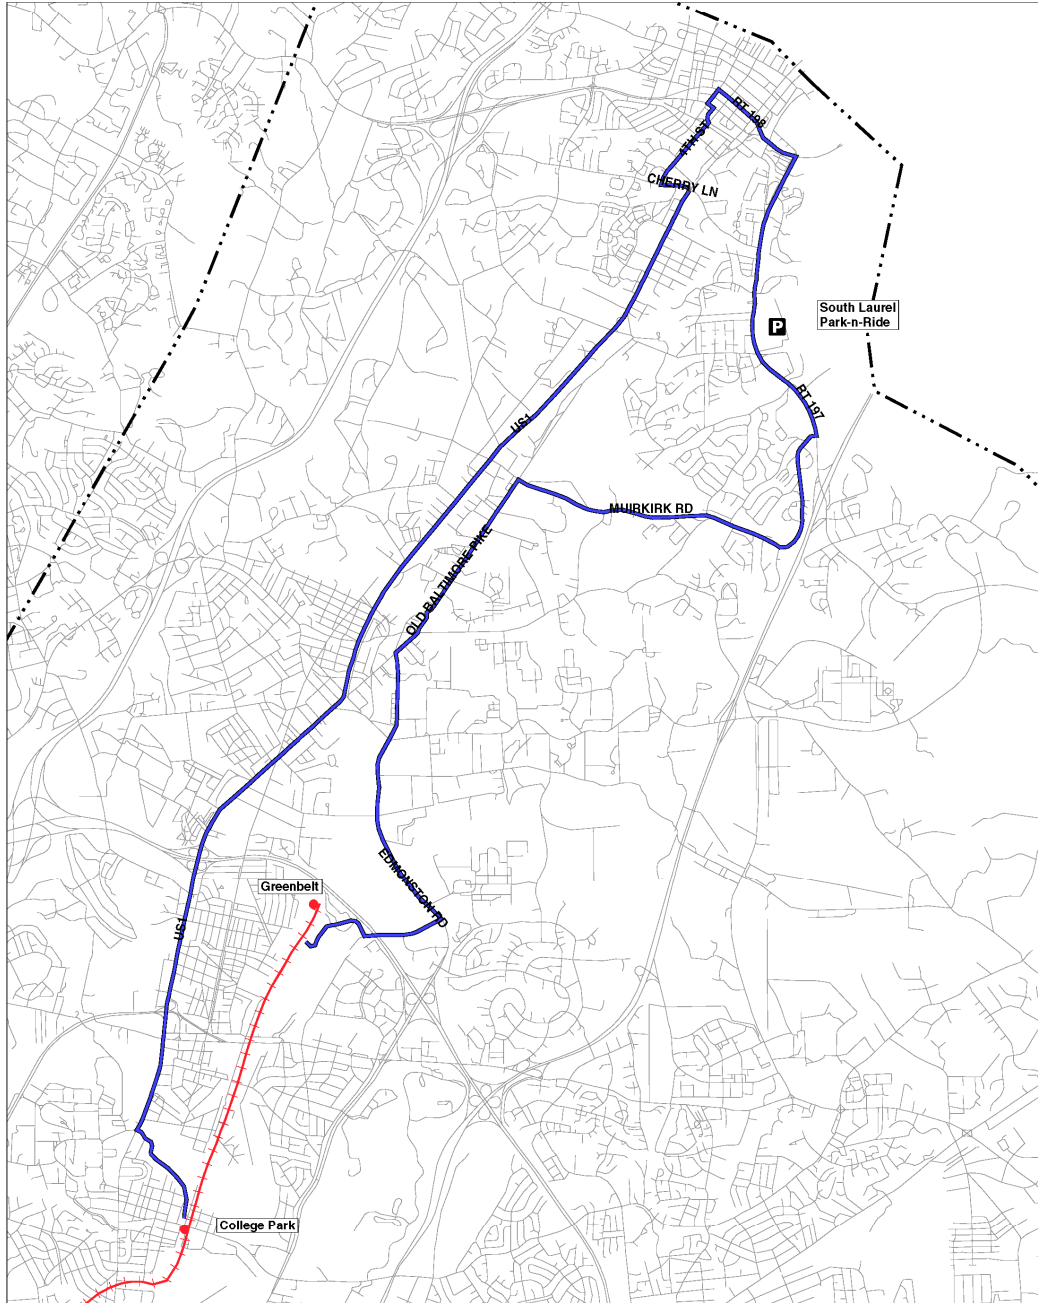 RT 198
4TH ST
CHERRY LN
South Laurel
Park-n-Ride
P
RT 197
US1
MUIRKIRK RD
OLD BALTIMORE PIKE
EDMONSTON RD
Greenbelt
US1
College Park